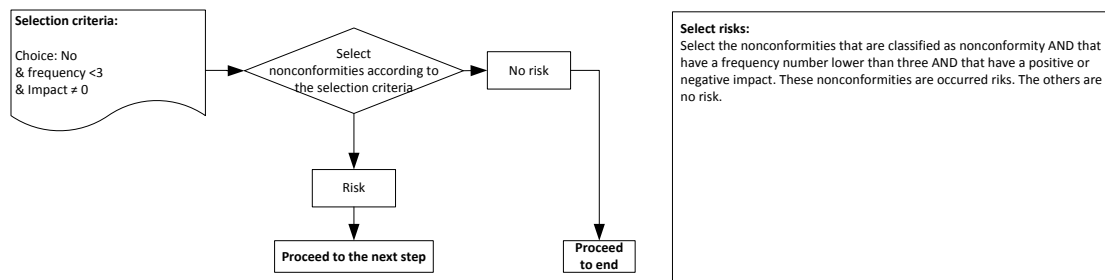 Selection criteria:
Choice: No
& frequency <3
& Impact ≠ 0
Select
nonconformities according to
the selection criteria
No risk
Risk
Proceed to the next step
Proceed
to end
Select risks:
Select the nonconformities that are classified as nonconformity AND that
have a frequency number lower than three AND that have a positive or
negative impact. These nonconformities are occurred riks. The others are
no risk.